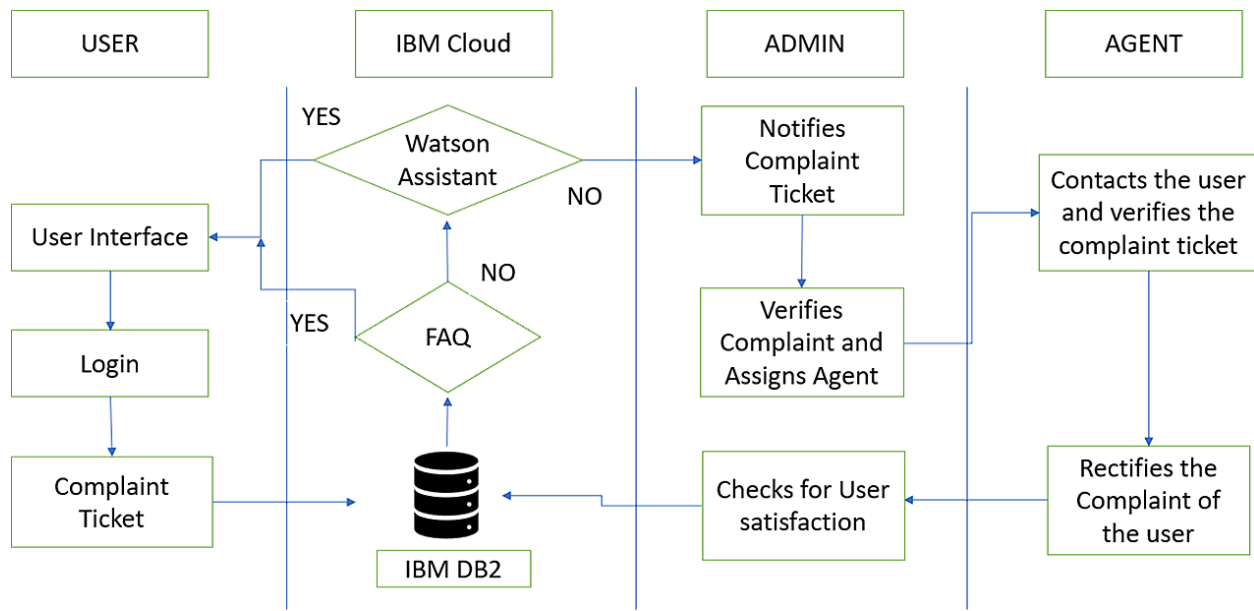 USER
IBM Cloud
ADMIN
AGENT
User Interface
Login
Complaint
Ticket
YES
Watson
Assistant
NO
NO
YES
FAQ
IBM DB2
Notifies
Complaint
Ticket
Verifies
Complaint and
Assigns Agent
Checks for User
satisfaction
Contacts the user
and verifies the
complaint ticket
Rectifies the
Complaint of
the user